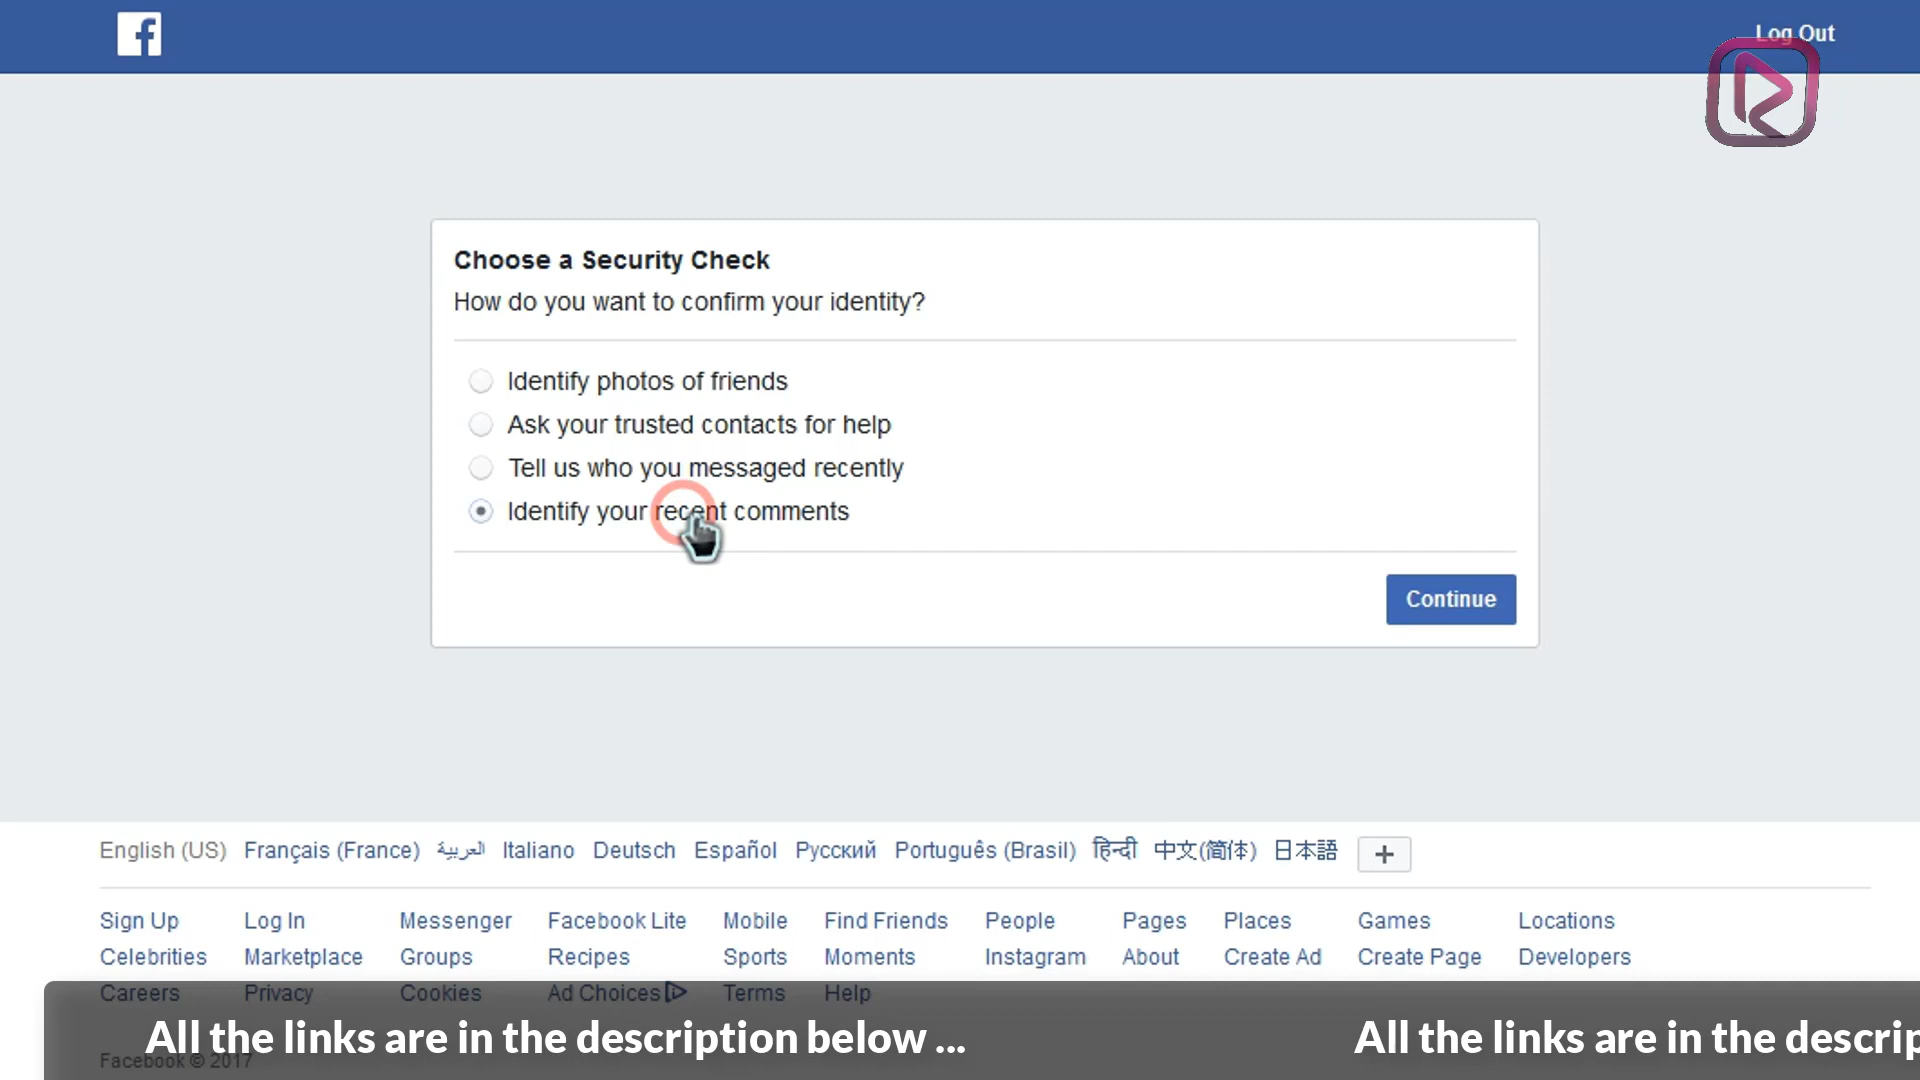 Log Out
Choose a Security Check
How do you want to confirm your identity?
Identify photos of friends
Ask your trusted contacts for help
Tell us who you messaged recently
Identify your recent comments
Continue
English (US) Français (France) العربية Italiano Deutsch Español Русский Português (Brasil) हिन्दी 中文(简体) 日本語 +
Sign Up Log In Messenger Facebook Lite Mobile Find Friends People Pages Places Games Locations
Celebrities Marketplace Groups Recipes Sports Moments Instagram About Create Ad Create Page Developers
Careers Privacy Cookies Ad Choices Terms Help
All the links are in the description below ... All the links are in the descrip
Facebook © 2017